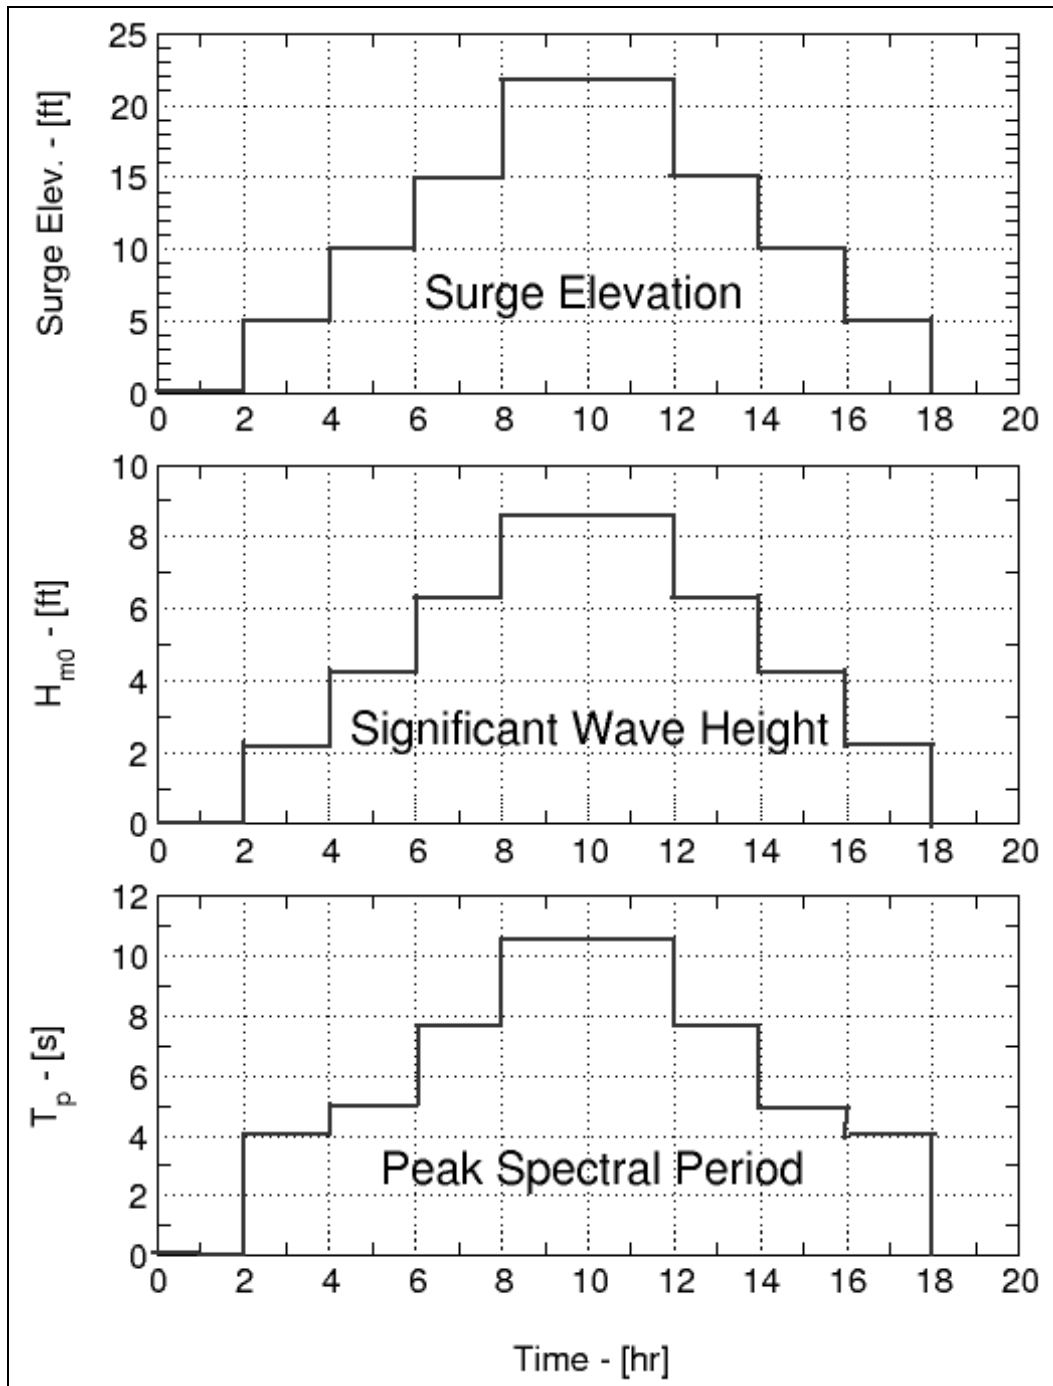 25
20
15
10
5
0
Surge Elev. - [ft]
Surge Elevation
0 2 4 6 8 10 12 14 16 18 20
10
8
6
4
2
0
H_m0 - [ft]
Significant Wave Height
0 2 4 6 8 10 12 14 16 18 20
12
10
8
6
4
2
0
T_p - [s]
Peak Spectral Period
0 2 4 6 8 10 12 14 16 18 20
Time - [hr]